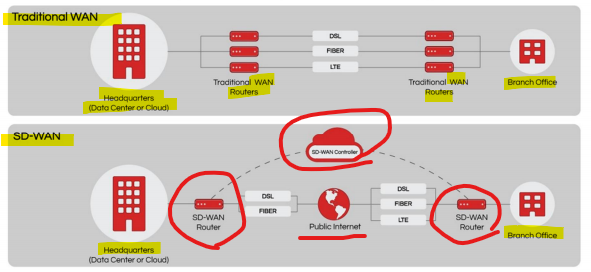 Traditional WAN
DSL
FIBER
LTE
Traditional WAN
Routers
Traditional WAN
Routers
Headquarters
(Data Center or Cloud)
Branch Office
SD-WAN
SD-WAN Controller
DSL
FIBER
DSL
FIBER
LTE
SD-WAN
Router
Public Internet
SD-WAN
Router
Headquarters
(Data Center or Cloud)
Branch Office